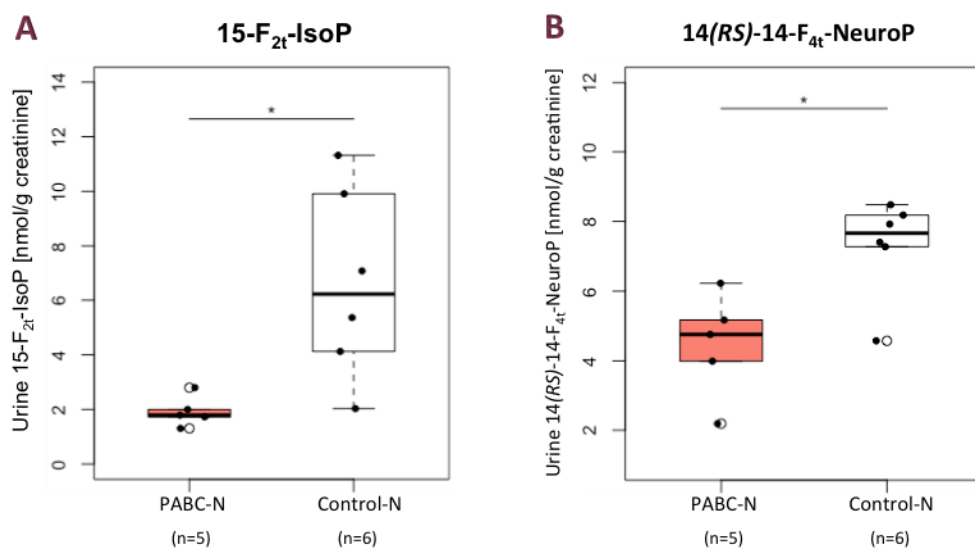 A
15-F2t-IsoP
Urine 15-F2t-IsoP [nmol/g creatinine]
14
12
10
8
6
4
2
0
*
PABC-N
Control-N
(n=5)
(n=6)
B
14(RS)-14-F4t-NeuroP
Urine 14(RS)-14-F4t-NeuroP [nmol/g creatinine]
12
10
8
6
4
2
*
PABC-N
Control-N
(n=5)
(n=6)